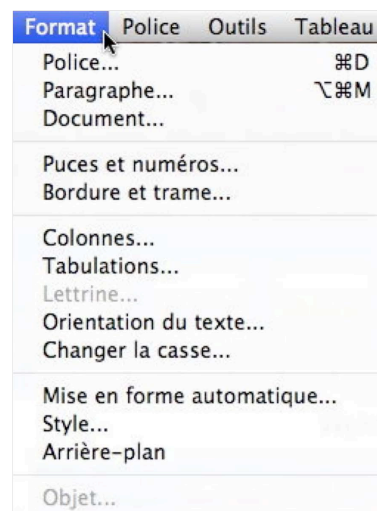 Format Police Outils Tableau
Police... ⌘D
Paragraphe... ⌥⌘M
Document...
Puces et numéros...
Bordure et trame...
Colonnes...
Tabulations...
Lettrine...
Orientation du texte...
Changer la casse...
Mise en forme automatique...
Style...
Arrière-plan
Objet...